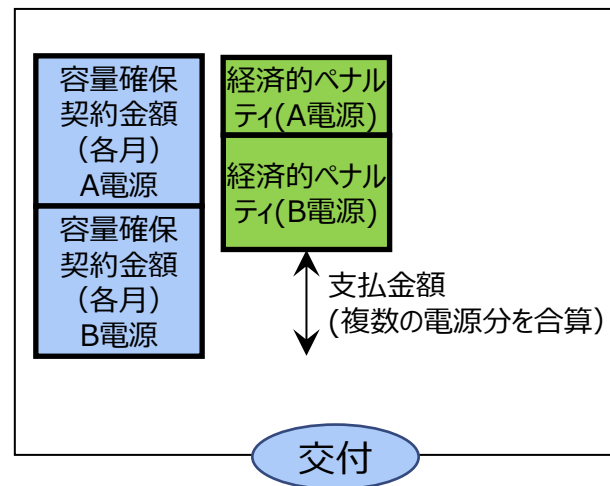 容量確保
契約金額
（各月）
A電源
容量確保
契約金額
（各月）
B電源
経済的ペナル
ティ(A電源)
経済的ペナル
ティ(B電源)
支払金額
(複数の電源分を合算)
交付